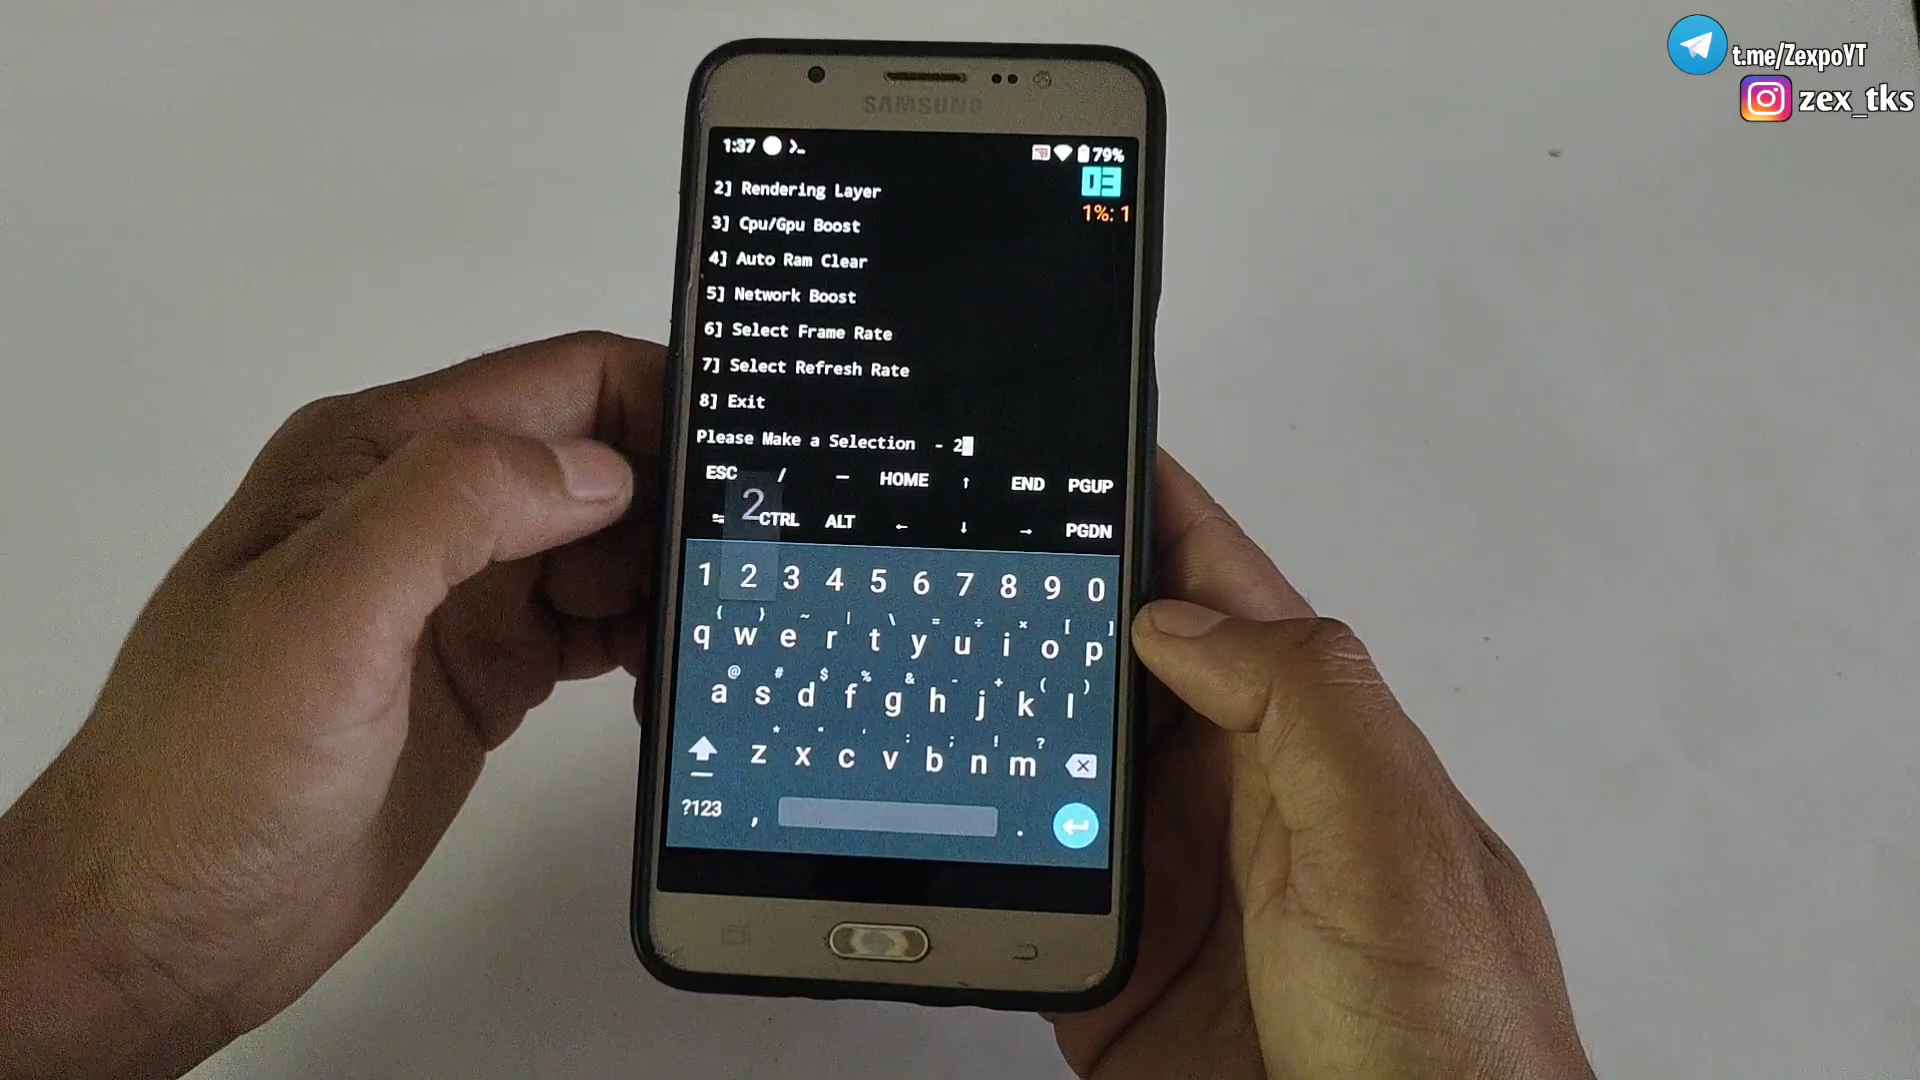 t.me/ZexpoYT
zex_tks
SAMSUNG
1:37 79%
03
1%: 1
2] Rendering Layer
3] Cpu/Gpu Boost
4] Auto Ram Clear
5] Network Boost
6] Select Frame Rate
7] Select Refresh Rate
8] Exit
Please Make a Selection - 2
ESC / — HOME ↑ END PGUP
2
⇆ CTRL ALT ← ↓ → PGDN
1 2 3 4 5 6 7 8 9 0
{ } ~ | \ = ÷ × [ ]
q w e r t y u i o p
@ # $ % & - + ( )
a s d f g h j k l
* " ' : ; ! ?
z x c v b n m
?123 , .